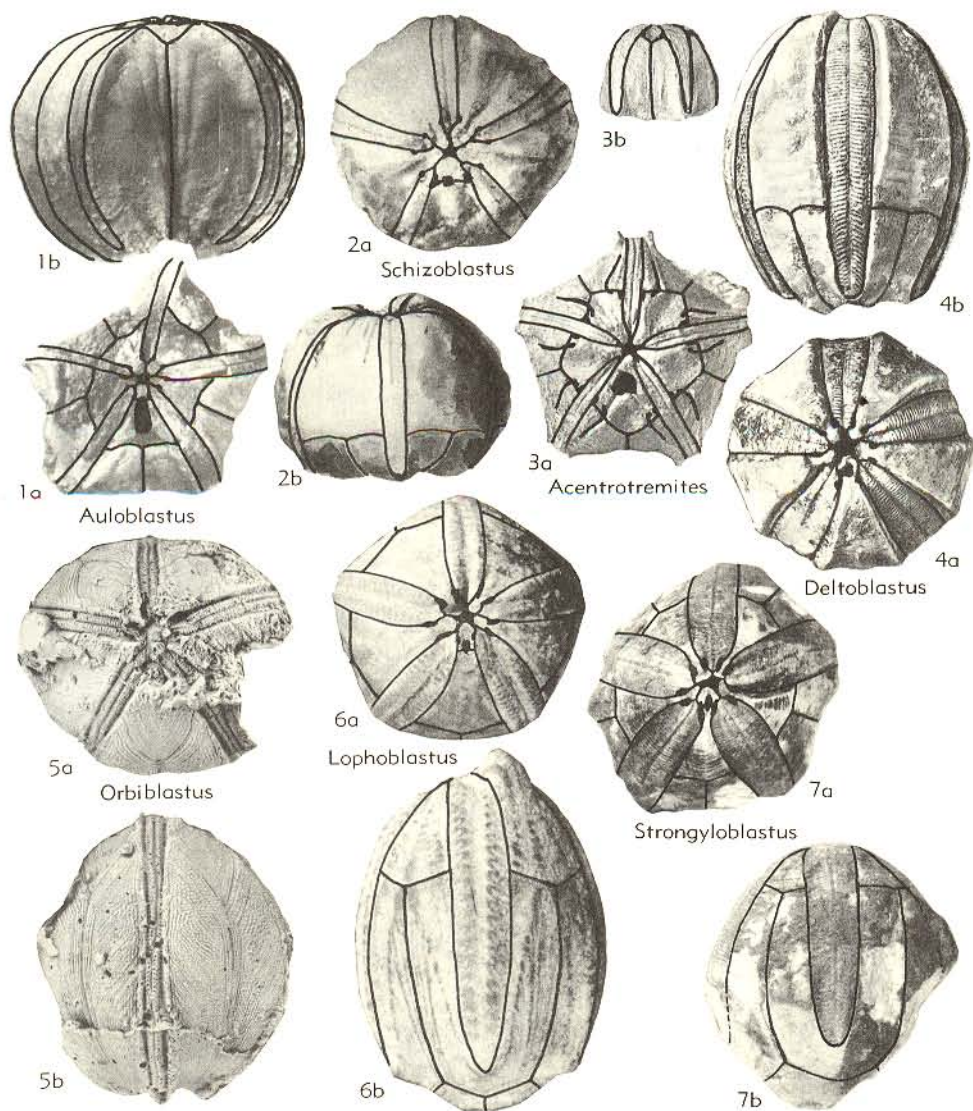 1b
2a
Schizoblastus
3b
4b
1a
Auloblastus
2b
3a
Acentrotremites
4a
Deltoblastus
5a
Orbiblastus
6a
Lophoblastus
7a
Strongyloblastus
5b
6b
7b